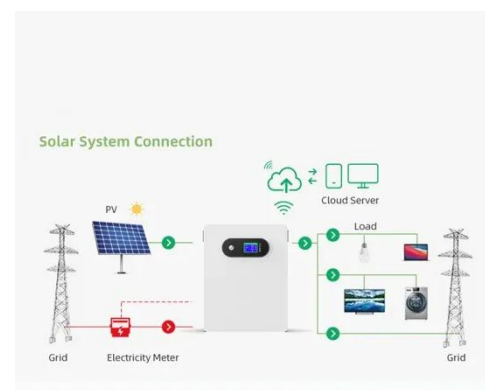 Solar System Connection
Cloud Server
PV
Load
Grid
Electricity Meter
Grid